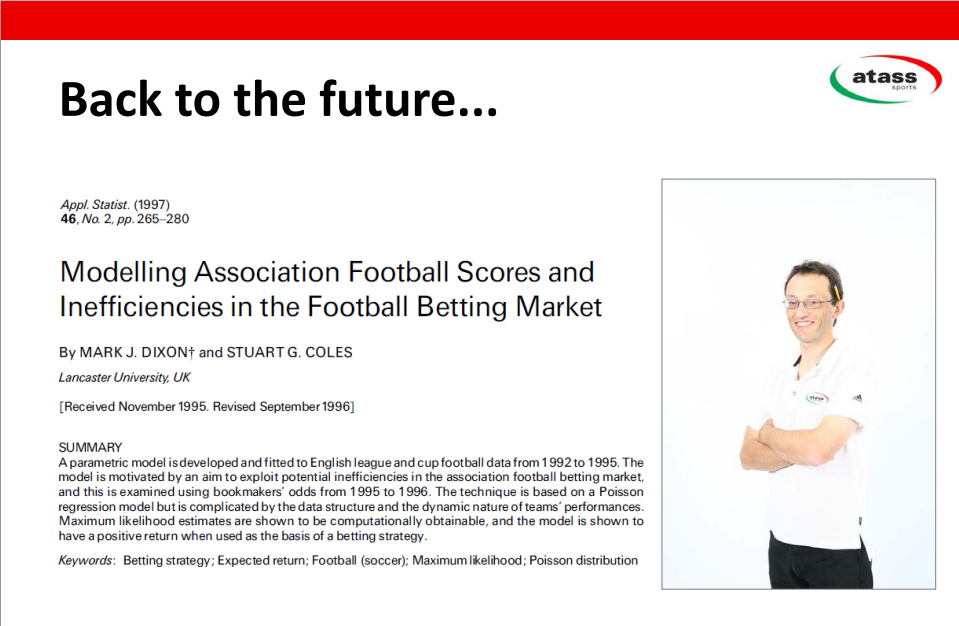 Back to the future...
atass
sports
Appl. Statist. (1997)
46, No. 2, pp. 265–280
Modelling Association Football Scores and
Inefficiencies in the Football Betting Market
By MARK J. DIXON† and STUART G. COLES
Lancaster University, UK
[Received November 1995. Revised September 1996]
SUMMARY
A parametric model is developed and fitted to English league and cup football data from 1992 to 1995. The
model is motivated by an aim to exploit potential inefficiencies in the association football betting market,
and this is examined using bookmakers' odds from 1995 to 1996. The technique is based on a Poisson
regression model but is complicated by the data structure and the dynamic nature of teams' performances.
Maximum likelihood estimates are shown to be computationally obtainable, and the model is shown to
have a positive return when used as the basis of a betting strategy.
Keywords: Betting strategy; Expected return; Football (soccer); Maximum likelihood; Poisson distribution
atass